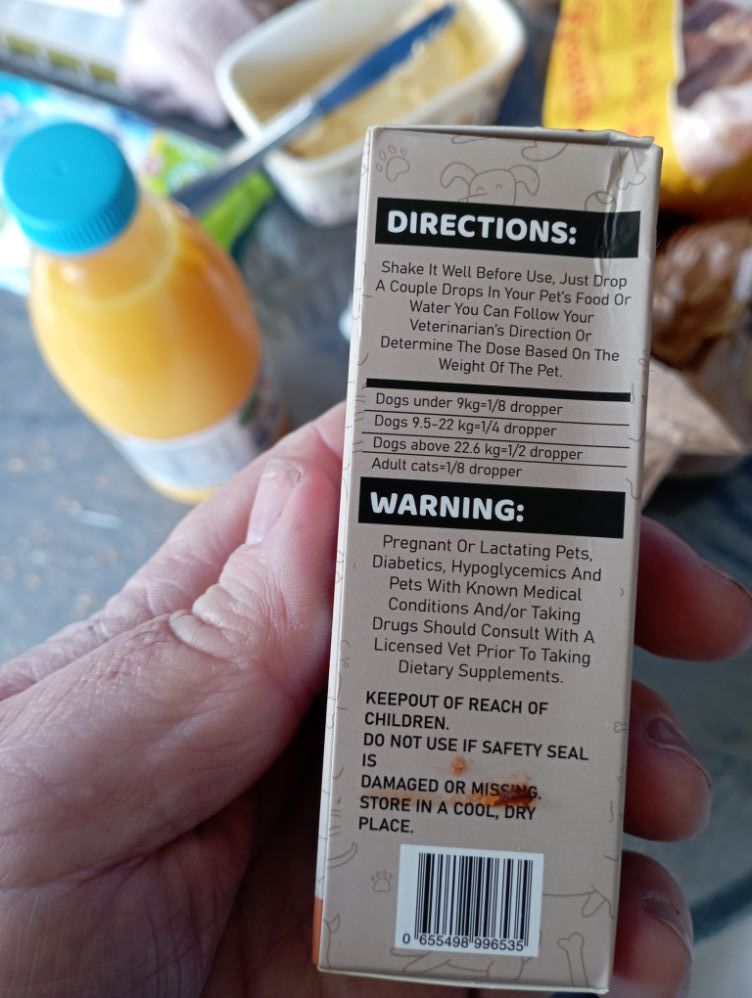 DIRECTIONS:
Shake It Well Before Use, Just Drop
A Couple Drops In Your Pet's Food Or
Water You Can Follow Your
Veterinarian's Direction Or
Determine The Dose Based On The
Weight Of The Pet.
Dogs under 9kg=1/8 dropper
Dogs 9.5-22 kg=1/4 dropper
Dogs above 22.6 kg=1/2 dropper
Adult cats=1/8 dropper
WARNING:
Pregnant Or Lactating Pets,
Diabetics, Hypoglycemics And
Pets With Known Medical
Conditions And/or Taking
Drugs Should Consult With A
Licensed Vet Prior To Taking
Dietary Supplements.
KEEPOUT OF REACH OF
CHILDREN.
DO NOT USE IF SAFETY SEAL
IS
DAMAGED OR MISSING.
STORE IN A COOL, DRY
PLACE.
0 655498 996535